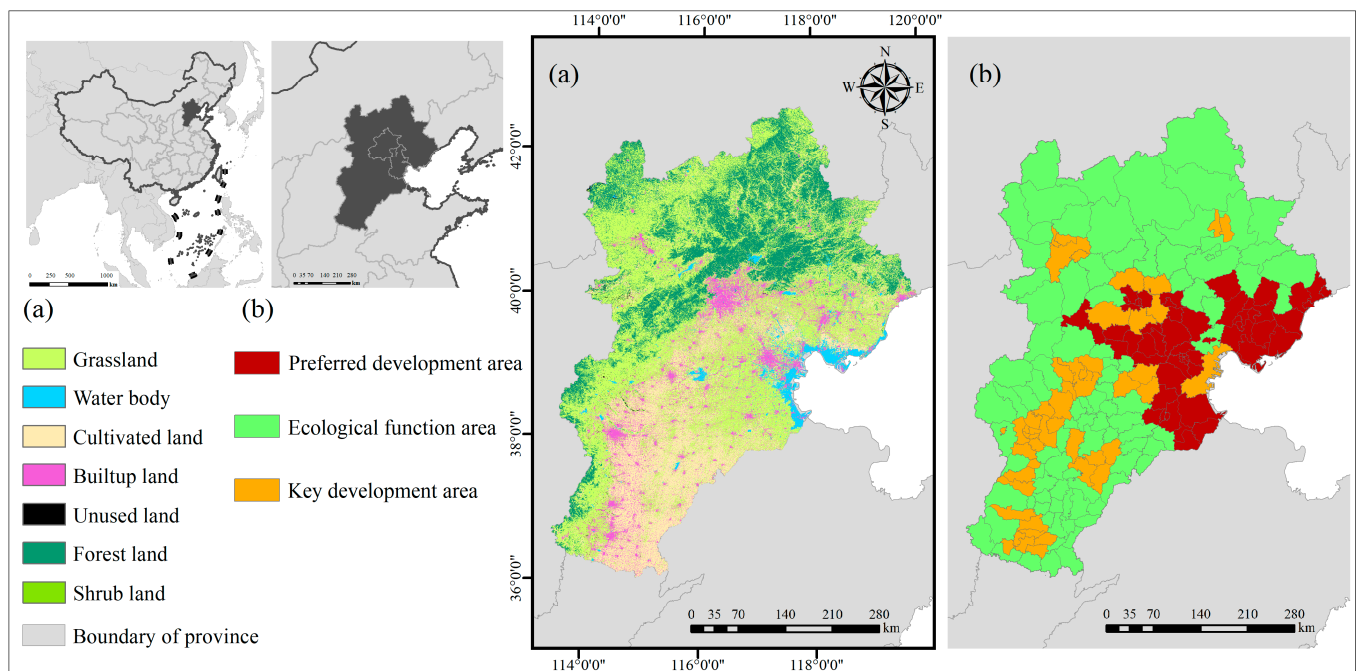 0 250 500 1000
km
0 35 70 140 210 280
km
(a)
(b)
Grassland
Water body
Cultivated land
Builtup land
Unused land
Forest land
Shrub land
Boundary of province
Preferred development area
Ecological function area
Key development area
114°0'0" 116°0'0" 118°0'0" 120°0'0"
(a)
N
W E
S
42°0'0"
40°0'0"
38°0'0"
36°0'0"
0 35 70 140 210 280
km
114°0'0" 116°0'0" 118°0'0"
(b)
0 35 70 140 210 280
km